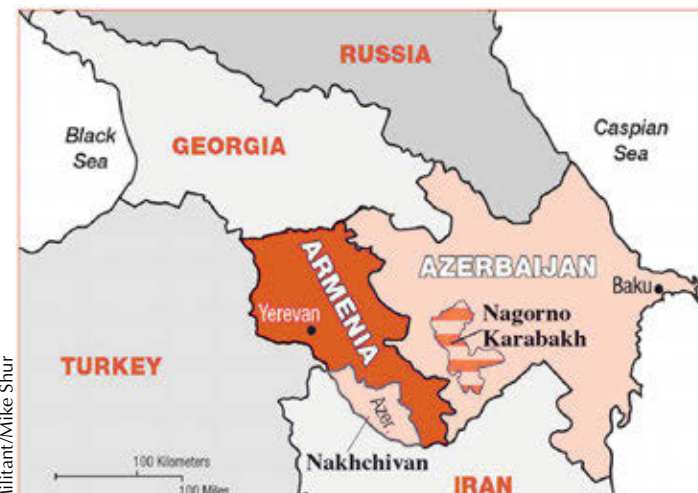 RUSSIA
Black
Sea
GEORGIA
Caspian
Sea
ARMENIA
AZERBAIJAN
Baku
Yerevan
Nagorno
Karabakh
TURKEY
Azer.
Nakhchivan
IRAN
100 Kilometers
100 Miles
Militant/Mike Shur